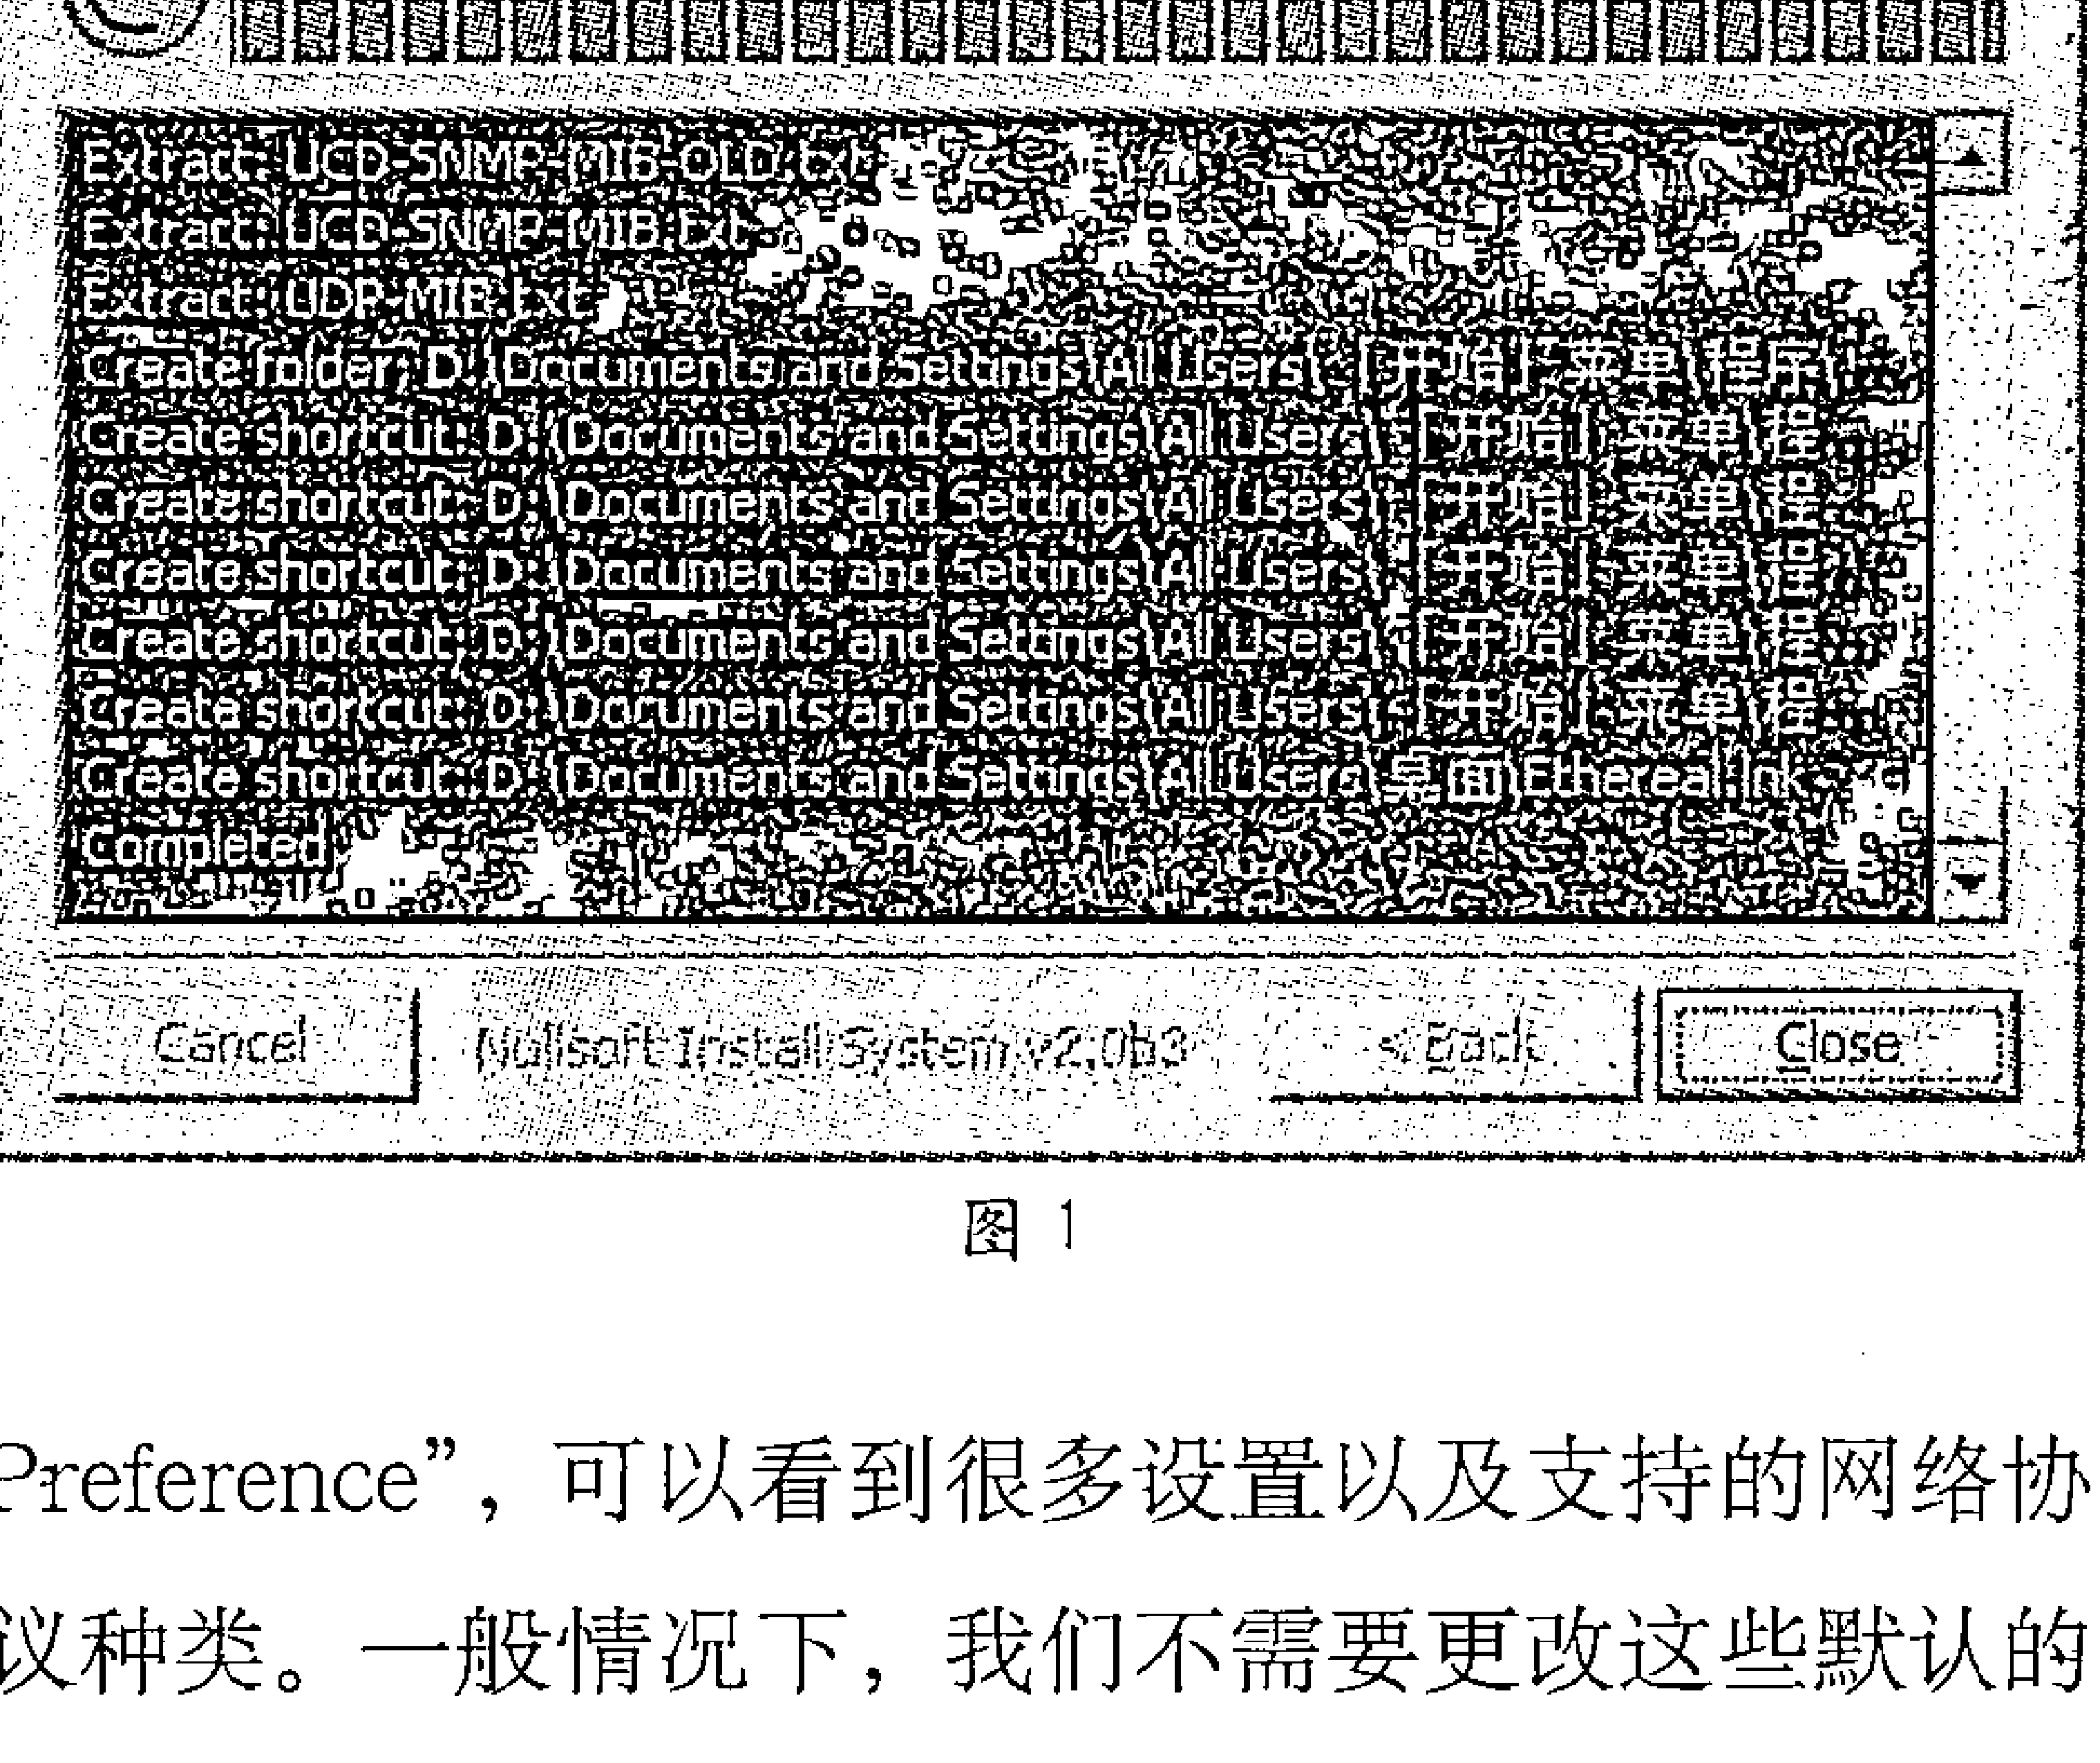 Extract: UCD-SNMP-MIB-OLD.txt
Extract: UCD-SNMP-MIB.txt
Extract: UDP-MIB.txt
Create folder: D:\Documents and Settings\All Users\「开始」菜单\程序\
Create shortcut: D:\Documents and Settings\All Users\「开始」菜单\程
Create shortcut: D:\Documents and Settings\All Users\「开始」菜单\程
Create shortcut: D:\Documents and Settings\All Users\「开始」菜单\程
Create shortcut: D:\Documents and Settings\All Users\「开始」菜单\程
Create shortcut: D:\Documents and Settings\All Users\「开始」菜单\程
Create shortcut: D:\Documents and Settings\All Users\桌面\Ethereal.lnk
Completed
Cancel Nullsoft Install System v2.0b3 < Back Close
图 1
Preference”，可以看到很多设置以及支持的网络协
议种类。一般情况下，我们不需要更改这些默认的